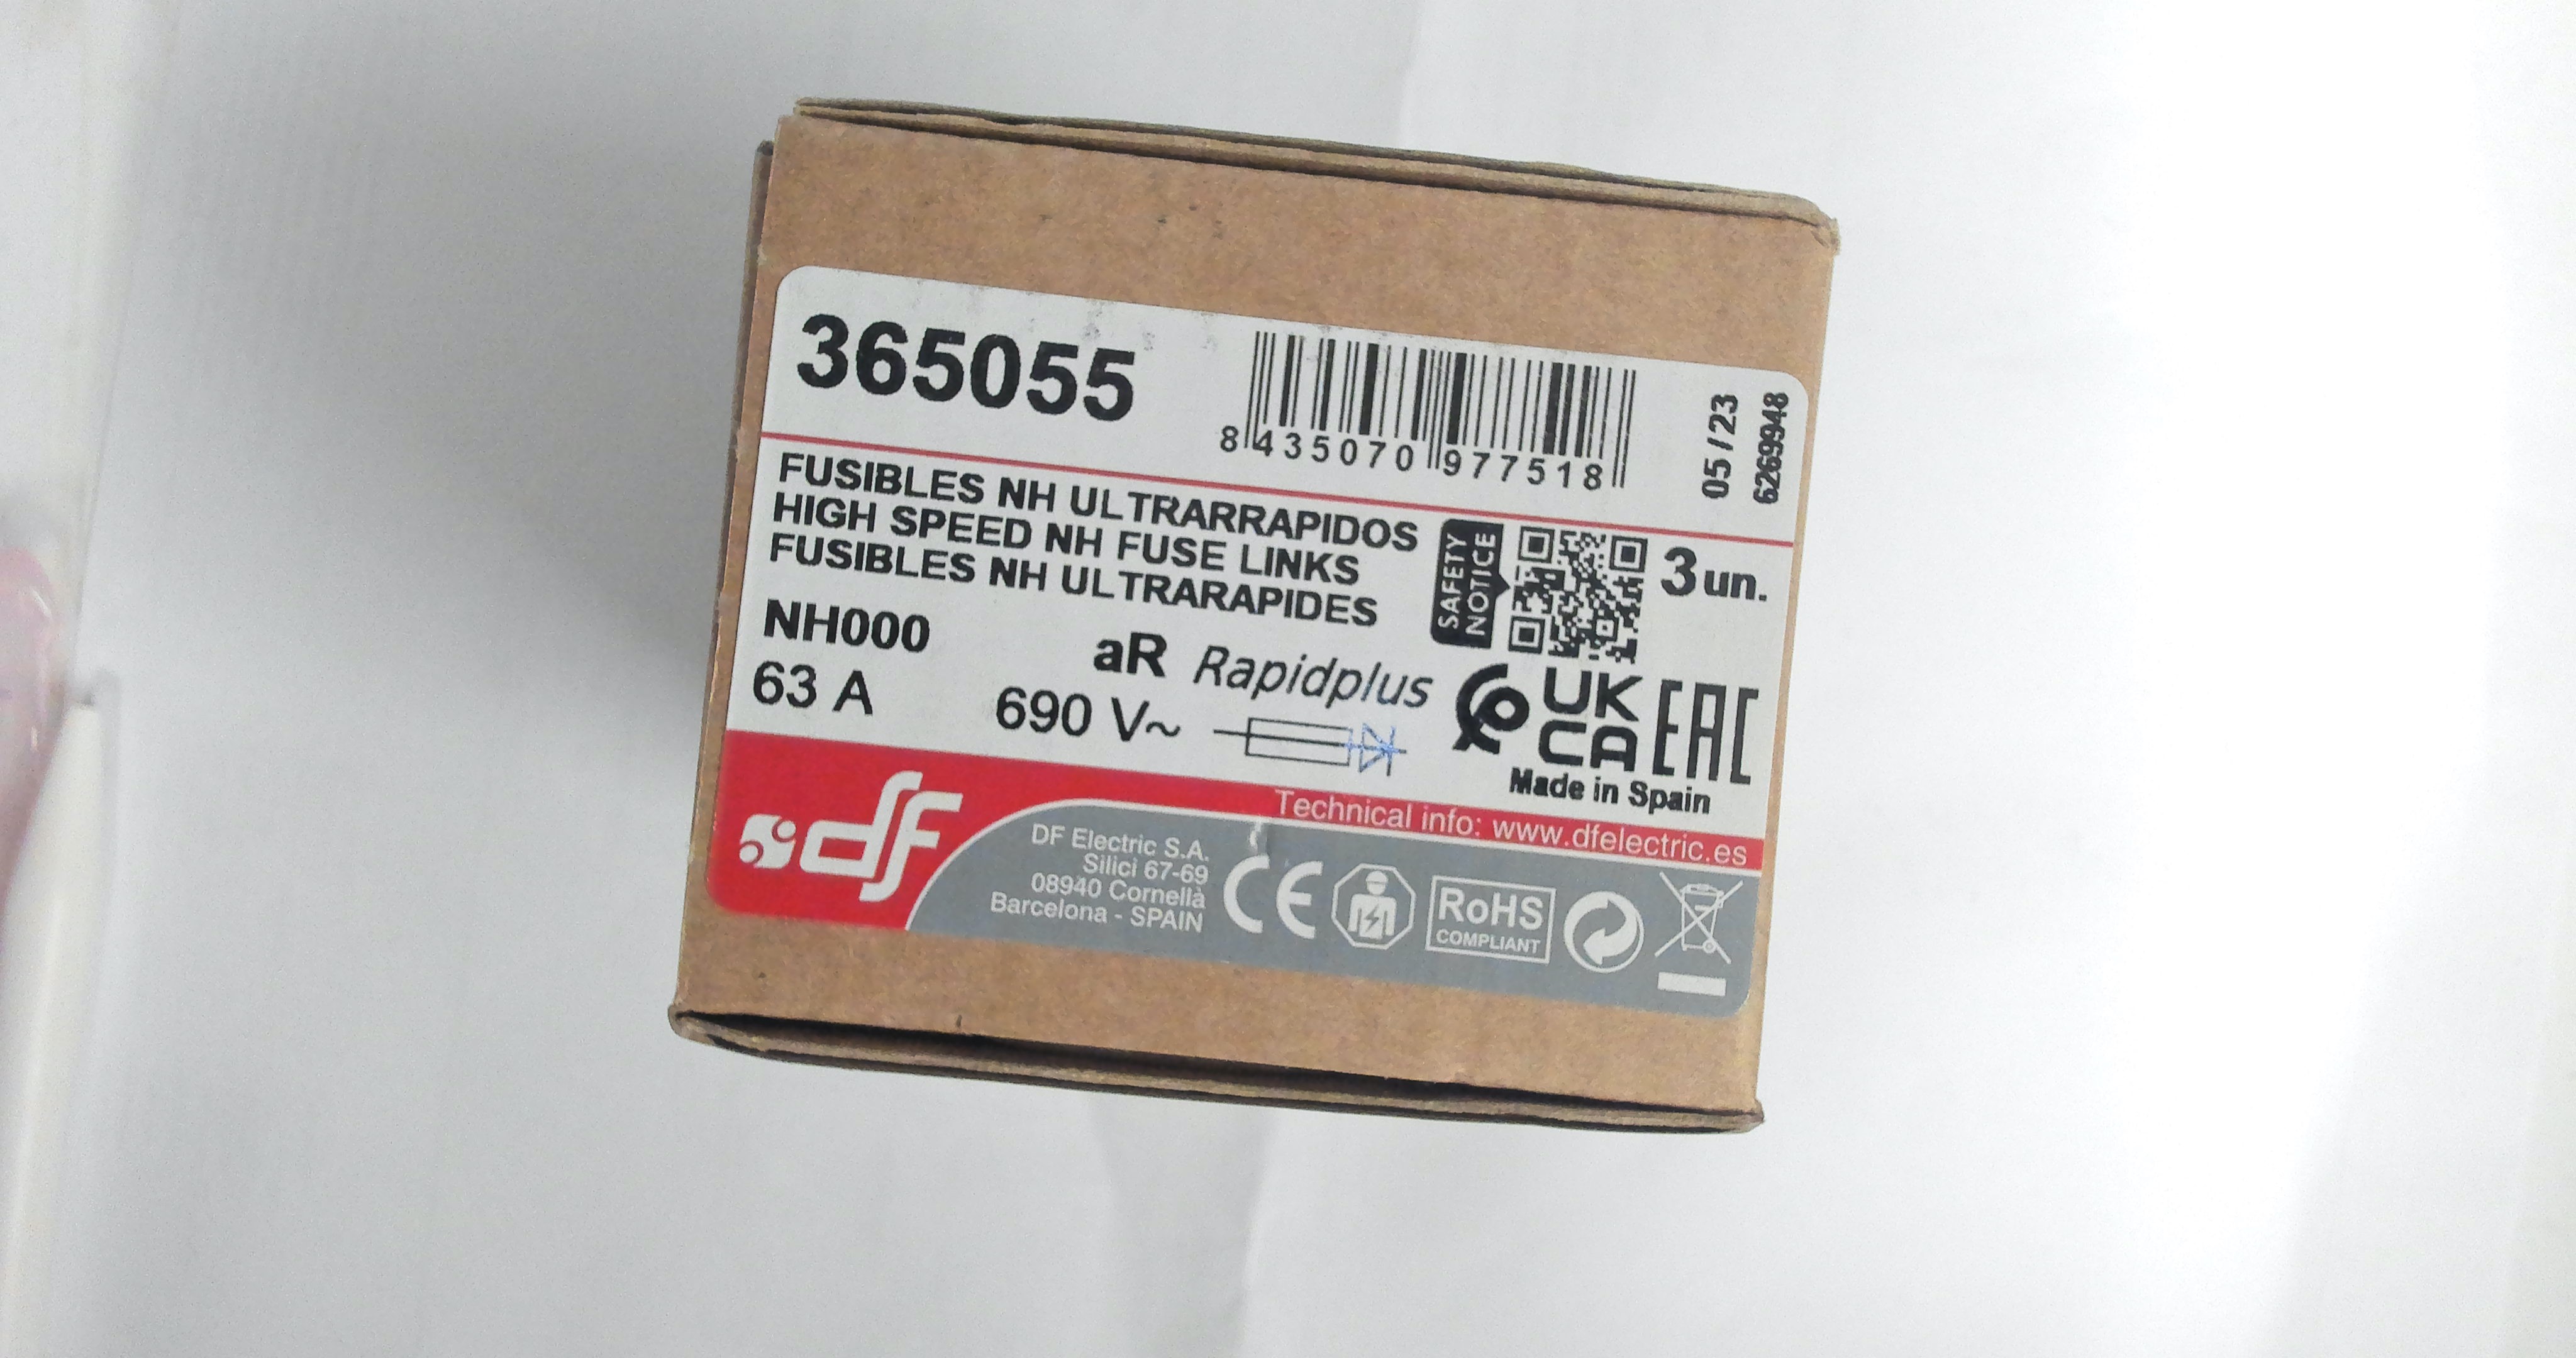 365055
8 435070 977518
05/23
6269948
FUSIBLES NH ULTRARRAPIDOS
HIGH SPEED NH FUSE LINKS
FUSIBLES NH ULTRARAPIDES
SAFETY
NOTICE
3 un.
NH000
63 A
aR Rapidplus
690 V~
UK
CA
EAC
Made in Spain
Technical info: www.dfelectric.es
df
DF Electric S.A.
Silici 67-69
08940 Cornellà
Barcelona - SPAIN
CE
RoHS
COMPLIANT